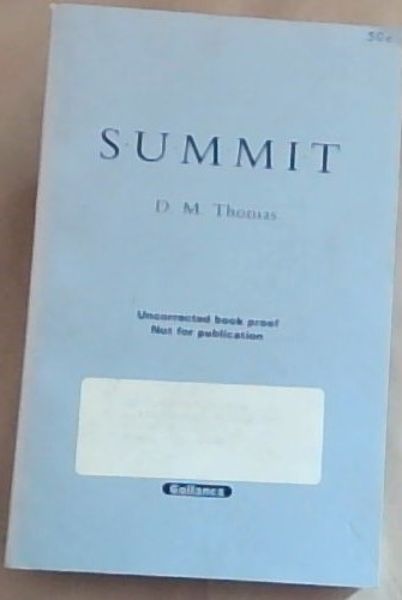 50c
SUMMIT
D. M. Thomas
Uncorrected book proof
Not for publication
Gollancz